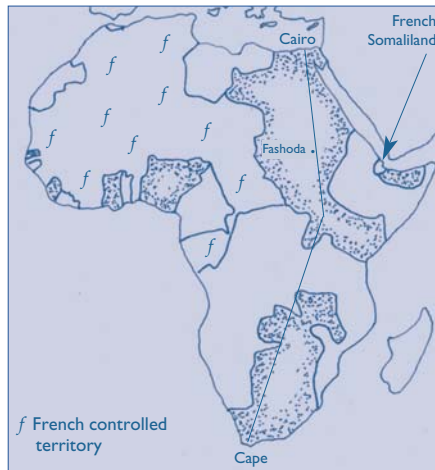 French
Somaliland
Cairo
f
f
f
f
f
f
Fashoda
f
f
f
f
f French controlled
territory
Cape